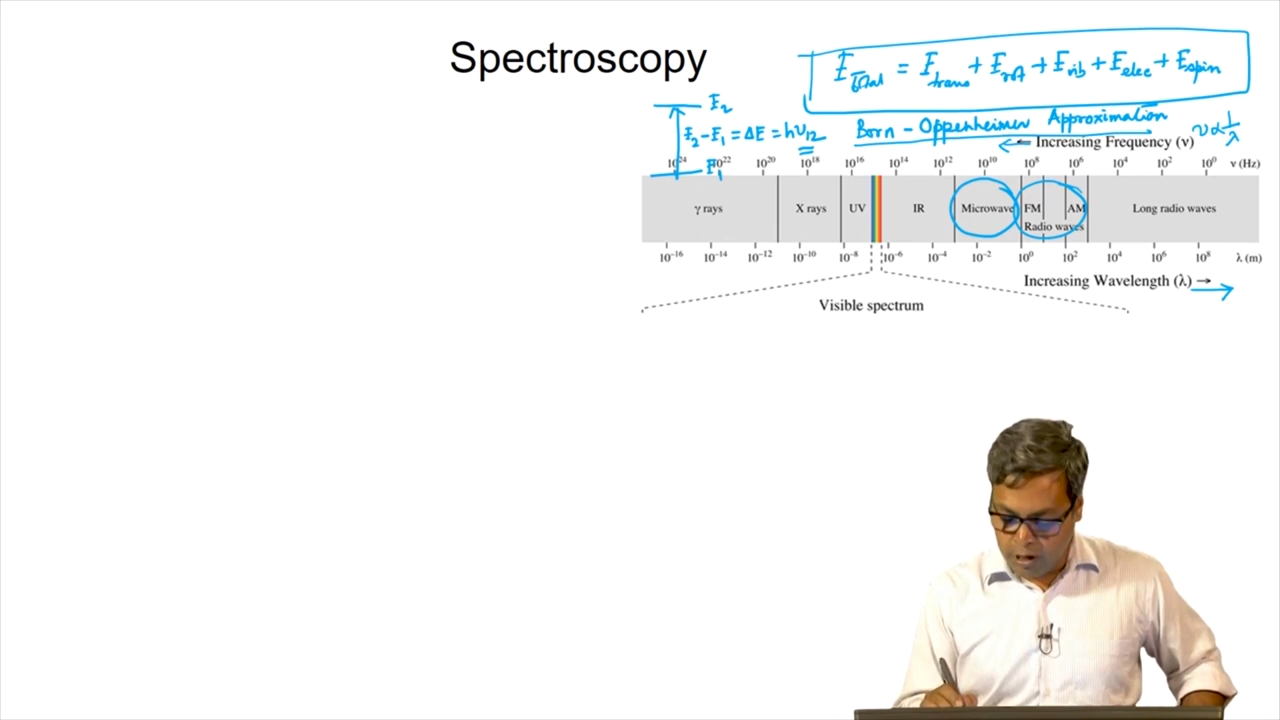 Spectroscopy
E_Total = E_trans + E_rot + E_vib + E_elec + E_spin
E₂
E₂ - E₁ = ΔE = hν₁₂
Born - Oppenheimer Approximation
ν ∝ 1/λ
← Increasing Frequency (ν)
E₁
10²⁴ 10²² 10²⁰ 10¹⁸ 10¹⁶ 10¹⁴ 10¹² 10¹⁰ 10⁸ 10⁶ 10⁴ 10² 10⁰ ν (Hz)
γ rays X rays UV IR Microwave FM AM Long radio waves
Radio waves
10⁻¹⁶ 10⁻¹⁴ 10⁻¹² 10⁻¹⁰ 10⁻⁸ 10⁻⁶ 10⁻⁴ 10⁻² 10⁰ 10² 10⁴ 10⁶ 10⁸ λ (m)
Increasing Wavelength (λ) →
Visible spectrum